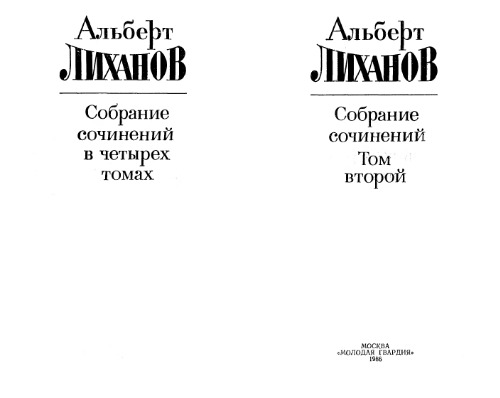 Альберт
ЛИХАНОВ
Собрание
сочинений
в четырех
томах
Альберт
ЛИХАНОВ
Собрание
сочинений
Том
второй
МОСКВА
«МОЛОДАЯ ГВАРДИЯ»
1986